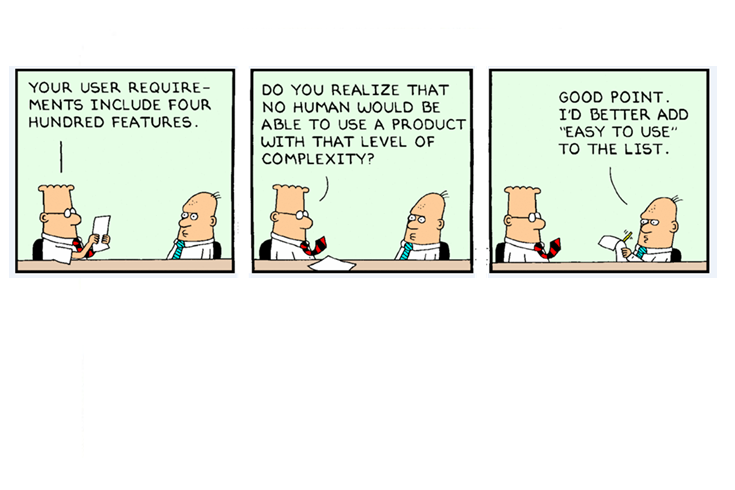 YOUR USER REQUIRE-
MENTS INCLUDE FOUR
HUNDRED FEATURES.
DO YOU REALIZE THAT
NO HUMAN WOULD BE
ABLE TO USE A PRODUCT
WITH THAT LEVEL OF
COMPLEXITY?
GOOD POINT.
I'D BETTER ADD
"EASY TO USE"
TO THE LIST.